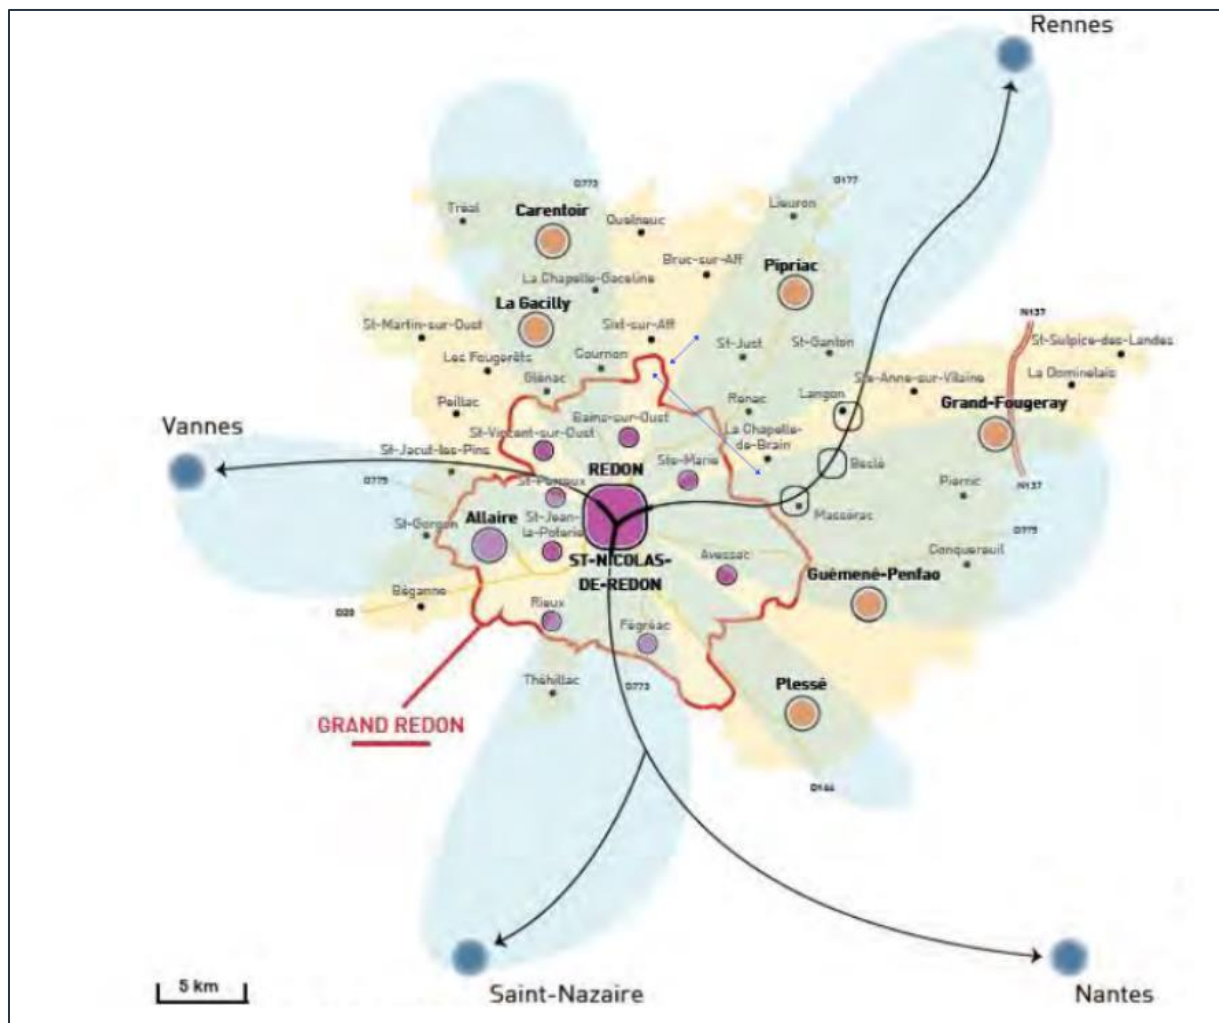 Rennes
D773
D177
Tréal
Carentoir
Quelneuc
Lieuron
Bruc-sur-Aff
Pipriac
La Chapelle-Gaceline
La Gacilly
N137
St-Martin-sur-Oust
Sixt-sur-Aff
St-Just
St-Ganton
St-Sulpice-des-Landes
Les Fougerêts
Cournon
La Dominelais
Glénac
Ste-Anne-sur-Vilaine
Peillac
Renac
Langon
Grand-Fougeray
Vannes
Bains-sur-Oust
St-Vincent-sur-Oust
La Chapelle-
de-Brain
St-Jacut-les-Pins
REDON
Ste-Marie
Beslé
D775
St-Perreux
Pierric
N137
Massérac
St-Gorgon
Allaire
St-Jean-
la-Poterie
D775
Avessac
Conquereuil
ST-NICOLAS-
DE-REDON
Guémené-Penfao
Béganne
D20
Rieux
Fégréac
Théhillac
D773
Plessé
GRAND REDON
D164
5 km
Saint-Nazaire
Nantes